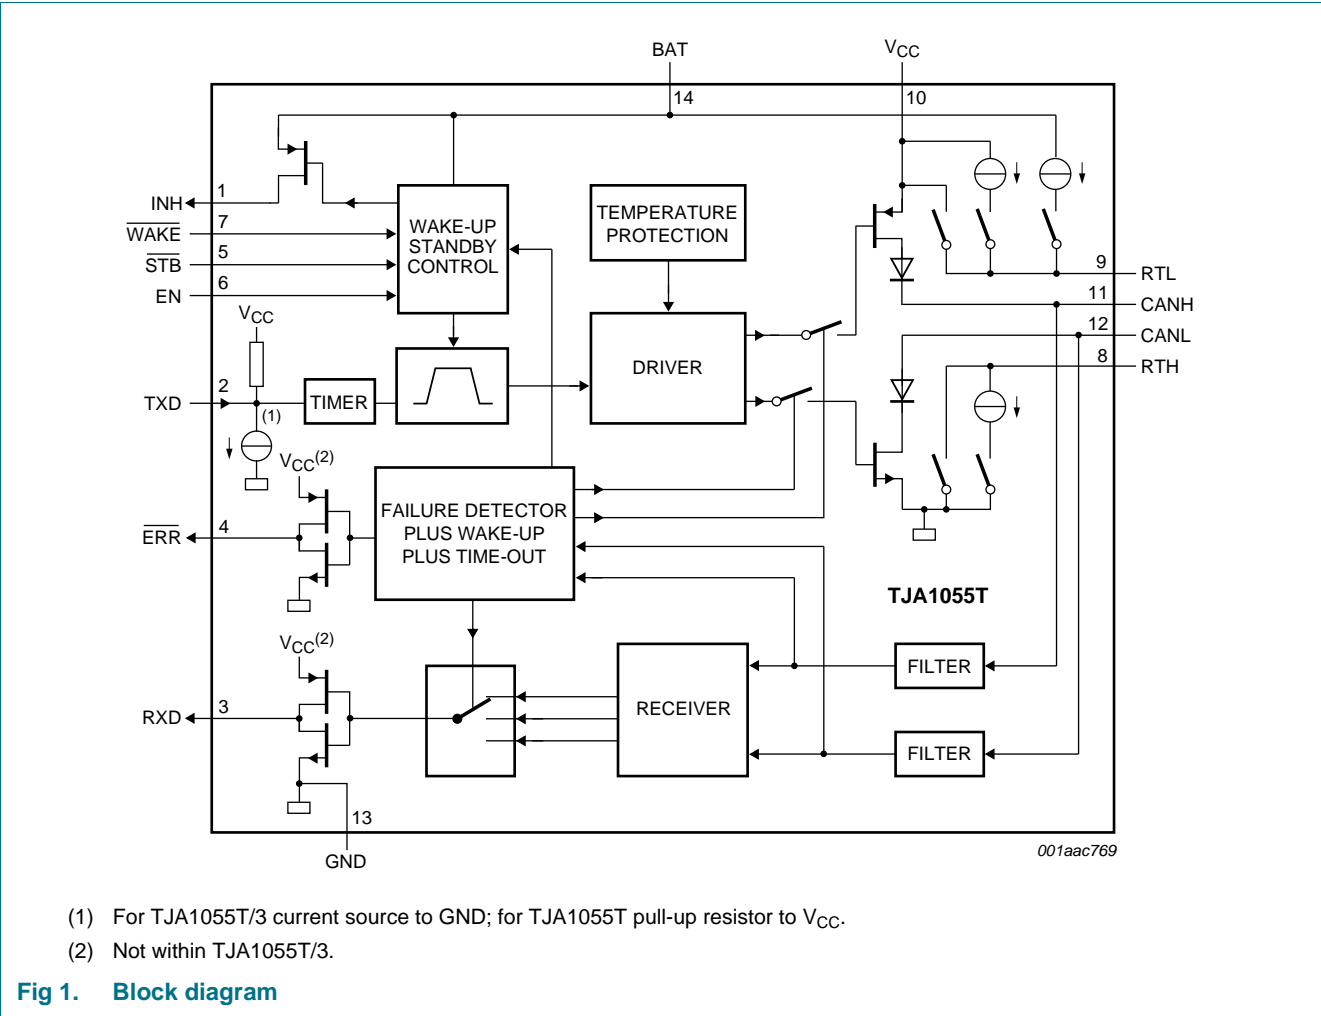 BAT
VCC
14
10
INH
1
WAKE
7
STB
5
EN
6
WAKE-UP
STANDBY
CONTROL
TEMPERATURE
PROTECTION
9
RTL
11
CANH
12
CANL
8
RTH
VCC
TXD
2
(1)
TIMER
DRIVER
VCC(2)
ERR
4
FAILURE DETECTOR
PLUS WAKE-UP
PLUS TIME-OUT
TJA1055T
VCC(2)
RXD
3
RECEIVER
FILTER
FILTER
13
GND
001aac769
(1) For TJA1055T/3 current source to GND; for TJA1055T pull-up resistor to VCC.
(2) Not within TJA1055T/3.
Fig 1. Block diagram